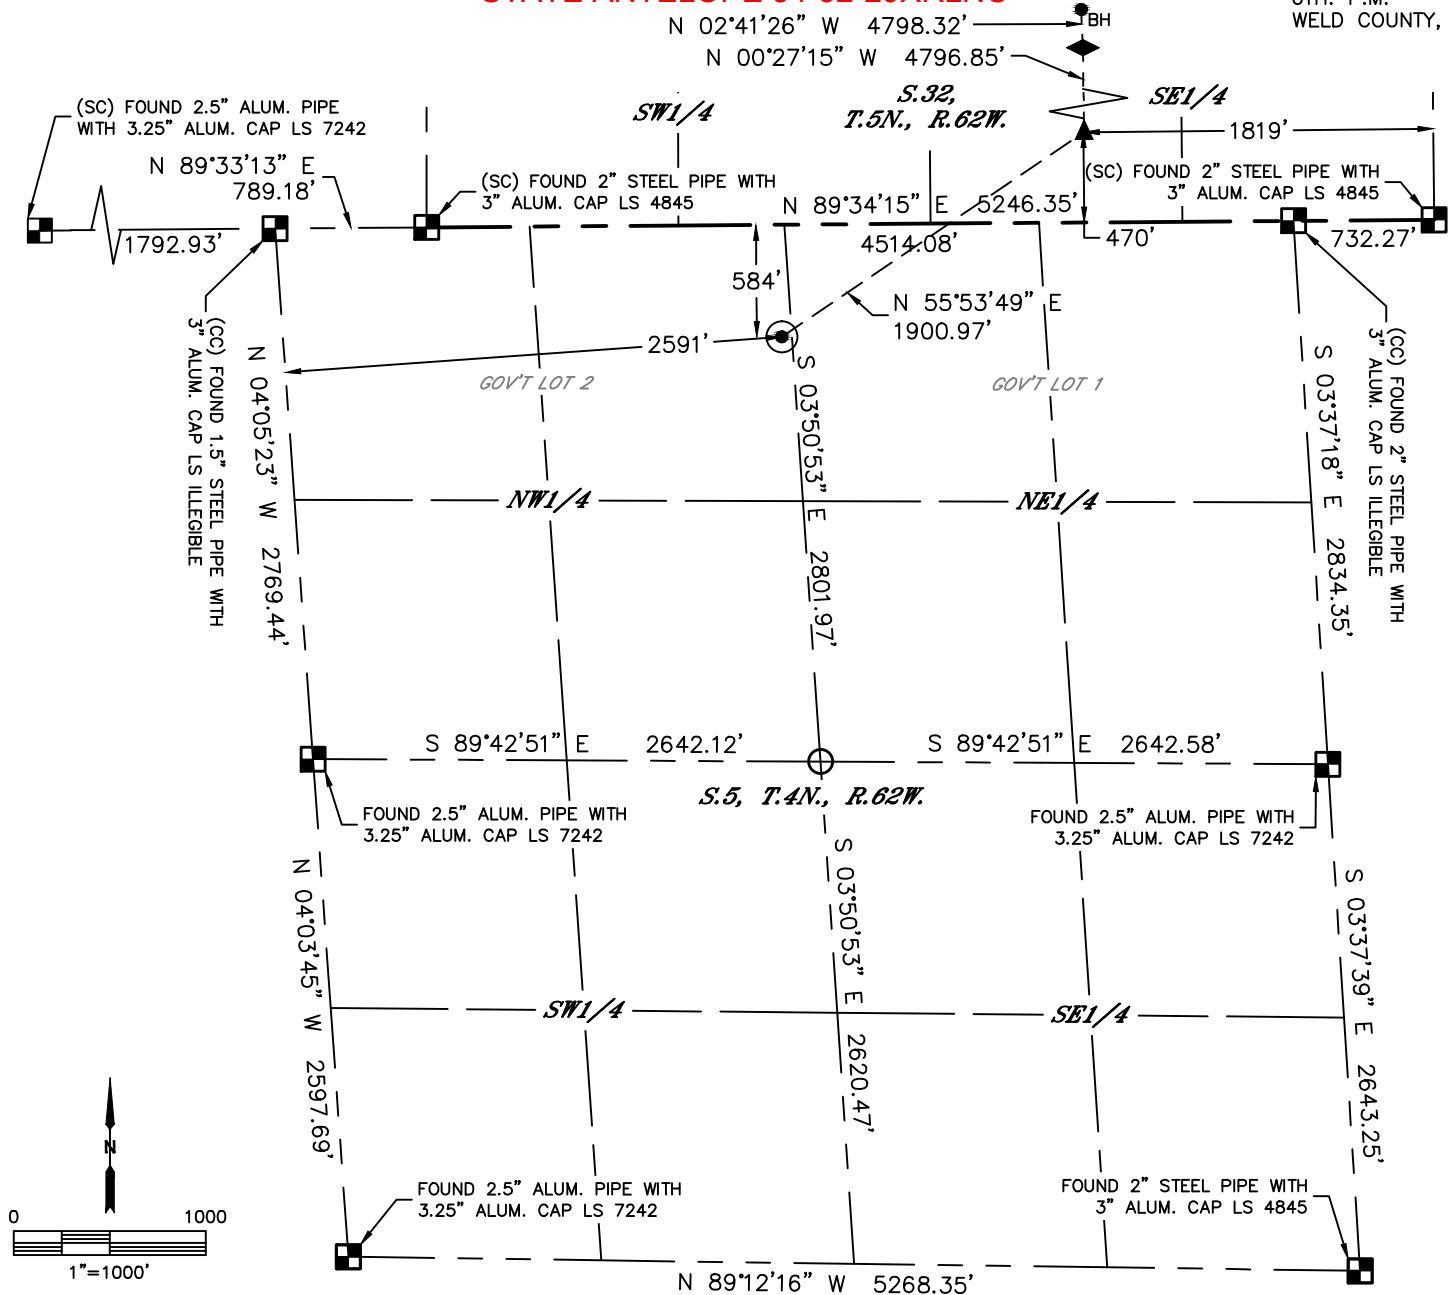 N 02°41'26" W 4798.32'
BH
6TH. P.M.
WELD COUNTY,
N 00°27'15" W 4796.85'
(SC) FOUND 2.5" ALUM. PIPE
WITH 3.25" ALUM. CAP LS 7242
SW1/4
S.32,
T.5N., R.62W.
SE1/4
1819'
N 89°33'13" E
789.18'
(SC) FOUND 2" STEEL PIPE WITH
3" ALUM. CAP LS 4845
(SC) FOUND 2" STEEL PIPE WITH
3" ALUM. CAP LS 4845
N 89°34'15" E 5246.35'
1792.93'
4514.08'
470'
732.27'
584'
N 55°53'49" E
1900.97'
2591'
(CC) FOUND 1.5" STEEL PIPE WITH
3" ALUM. CAP LS ILLEGIBLE
(CC) FOUND 2" STEEL PIPE WITH
3" ALUM. CAP LS ILLEGIBLE
GOV'T LOT 2
GOV'T LOT 1
N 04°05'23" W 2769.44'
S 03°50'53" E 2801.97'
S 03°37'18" E 2834.35'
NW1/4
NE1/4
S 89°42'51" E 2642.12'
S 89°42'51" E 2642.58'
S.5, T.4N., R.62W.
FOUND 2.5" ALUM. PIPE WITH
3.25" ALUM. CAP LS 7242
FOUND 2.5" ALUM. PIPE WITH
3.25" ALUM. CAP LS 7242
N 04°03'45" W 2597.69'
S 03°50'53" E 2620.47'
S 03°37'39" E 2643.25'
SW1/4
SE1/4
N
0 1000
1"=1000'
FOUND 2.5" ALUM. PIPE WITH
3.25" ALUM. CAP LS 7242
FOUND 2" STEEL PIPE WITH
3" ALUM. CAP LS 4845
N 89°12'16" W 5268.35'